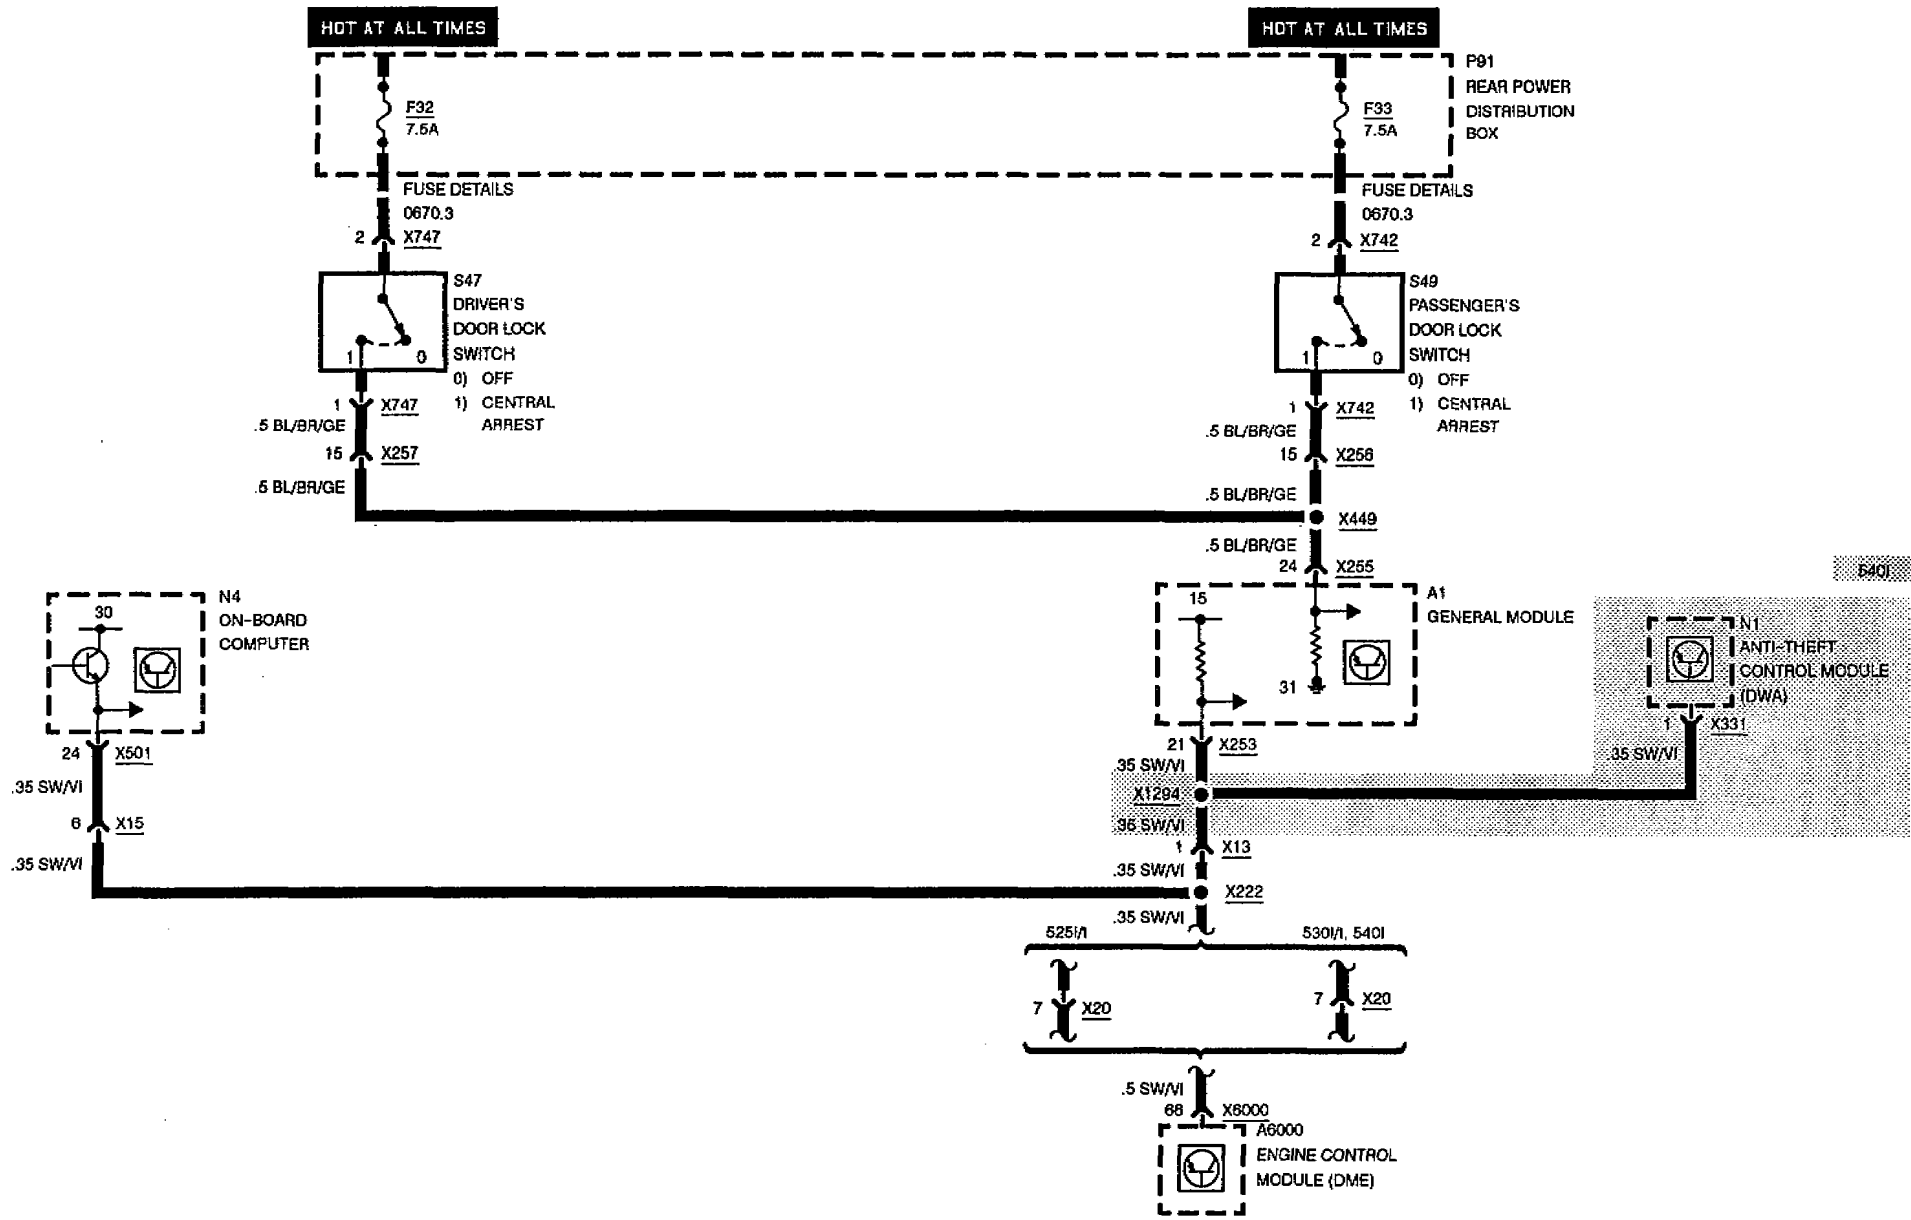 HOT AT ALL TIMES
HOT AT ALL TIMES
P91
REAR POWER
DISTRIBUTION
BOX
F32
7.5A
F33
7.5A
FUSE DETAILS
0670.3
FUSE DETAILS
0670.3
2 X747
2 X742
S47
DRIVER'S
DOOR LOCK
SWITCH
0) OFF
1) CENTRAL
ARREST
1 0
S49
PASSENGER'S
DOOR LOCK
SWITCH
0) OFF
1) CENTRAL
ARREST
1 0
1 X747
.5 BL/BR/GE
15 X257
.5 BL/BR/GE
1 X742
.5 BL/BR/GE
15 X256
.5 BL/BR/GE
X449
.5 BL/BR/GE
24 X255
540I
N4
ON-BOARD
COMPUTER
30
A1
GENERAL MODULE
15
31
N1
ANTI-THEFT
CONTROL MODULE
(DWA)
1 X331
.35 SW/VI
24 X501
.35 SW/VI
6 X15
.35 SW/VI
21 X253
.35 SW/VI
X1294
.36 SW/VI
1 X13
.35 SW/VI
X222
.35 SW/VI
525I/I
530I/I, 540I
7 X20
7 X20
.5 SW/VI
68 X6000
A6000
ENGINE CONTROL
MODULE (DME)